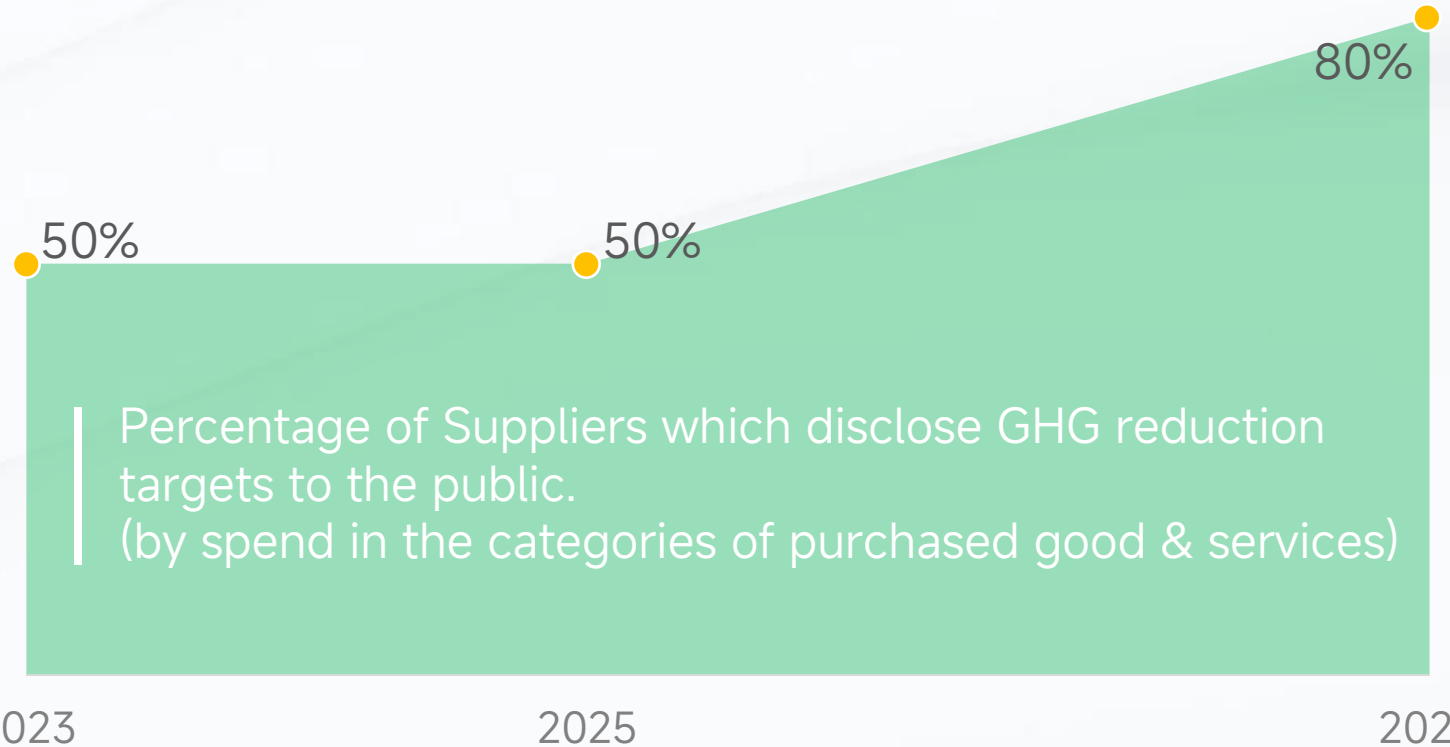 80%
50%
50%
Percentage of Suppliers which disclose GHG reduction
targets to the public.
(by spend in the categories of purchased good & services)
023
2025
202